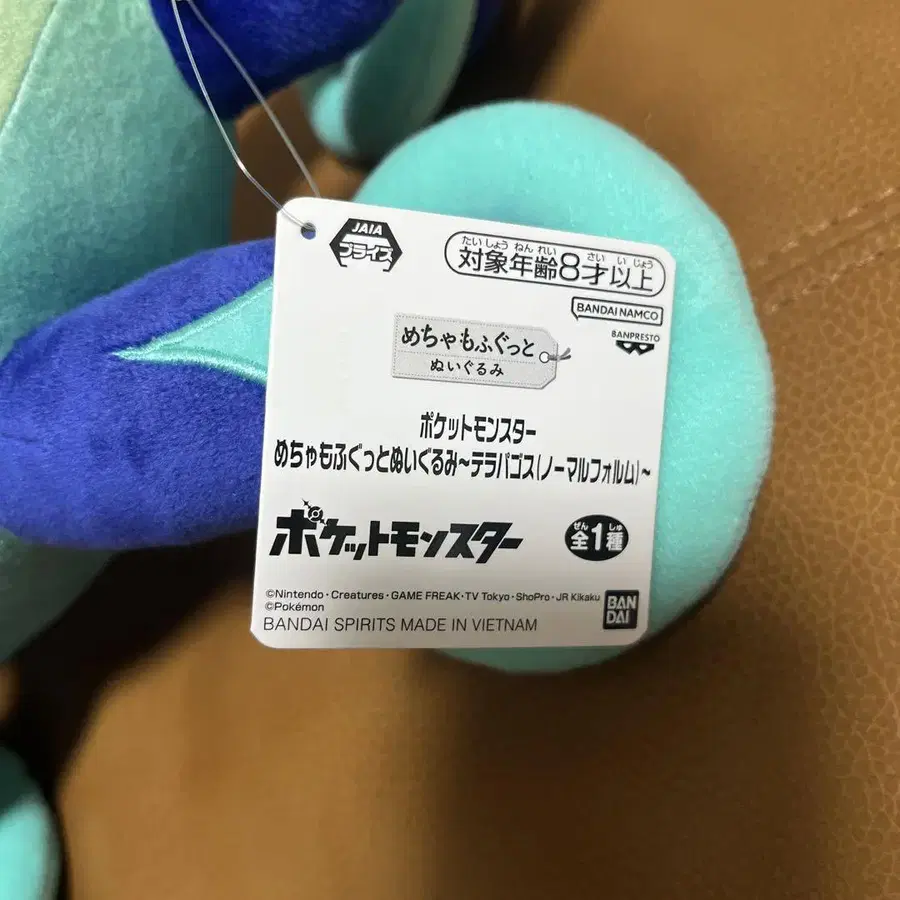 JAIA
プライズ
たいしょうねんれい さい いじょう
対象年齢8才以上
BANDAI NAMCO
BANPRESTO
めちゃもふぐっと
ぬいぐるみ
ポケットモンスター
めちゃもふぐっとぬいぐるみ～テラパゴス(ノーマルフォルム)～
ポケットモンスター
ぜん しゅ
全1種
©Nintendo・Creatures・GAME FREAK・TV Tokyo・ShoPro・JR Kikaku
©Pokémon
BANDAI SPIRITS MADE IN VIETNAM
BAN
DAI